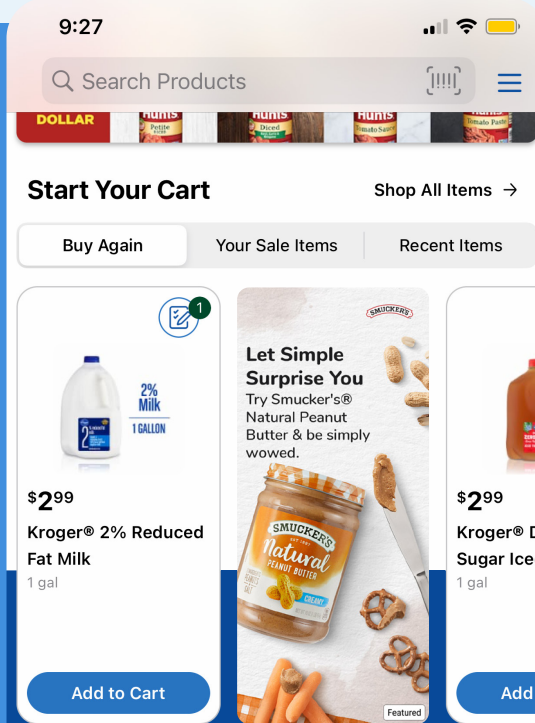 9:27
Search Products
DOLLAR
Hunt's
Petite
Hunt's
Diced
Hunt's
Tomato Sauce
Hunt's
Tomato Paste
Start Your Cart
Shop All Items →
Buy Again
Your Sale Items
Recent Items
1
2%
Milk
1 GALLON
2
$2 99
Kroger® 2% Reduced
Fat Milk
1 gal
Add to Cart
SMUCKER'S
Let Simple
Surprise You
Try Smucker's®
Natural Peanut
Butter & be simply
wowed.
SMUCKER'S
Natural
PEANUT BUTTER
CREAMY
Featured
$2 99
Kroger® D
Sugar Ice
1 gal
Add